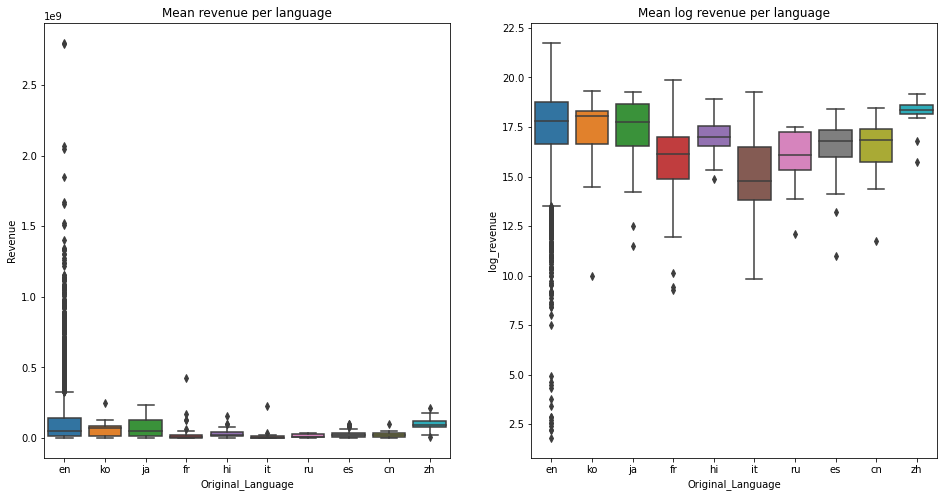 Mean revenue per language
1e9
Revenue
2.5
2.0
1.5
1.0
0.5
0.0
en ko ja fr hi it ru es cn zh
Original_Language
Mean log revenue per language
log_revenue
22.5
20.0
17.5
15.0
12.5
10.0
7.5
5.0
2.5
en ko ja fr hi it ru es cn zh
Original_Language